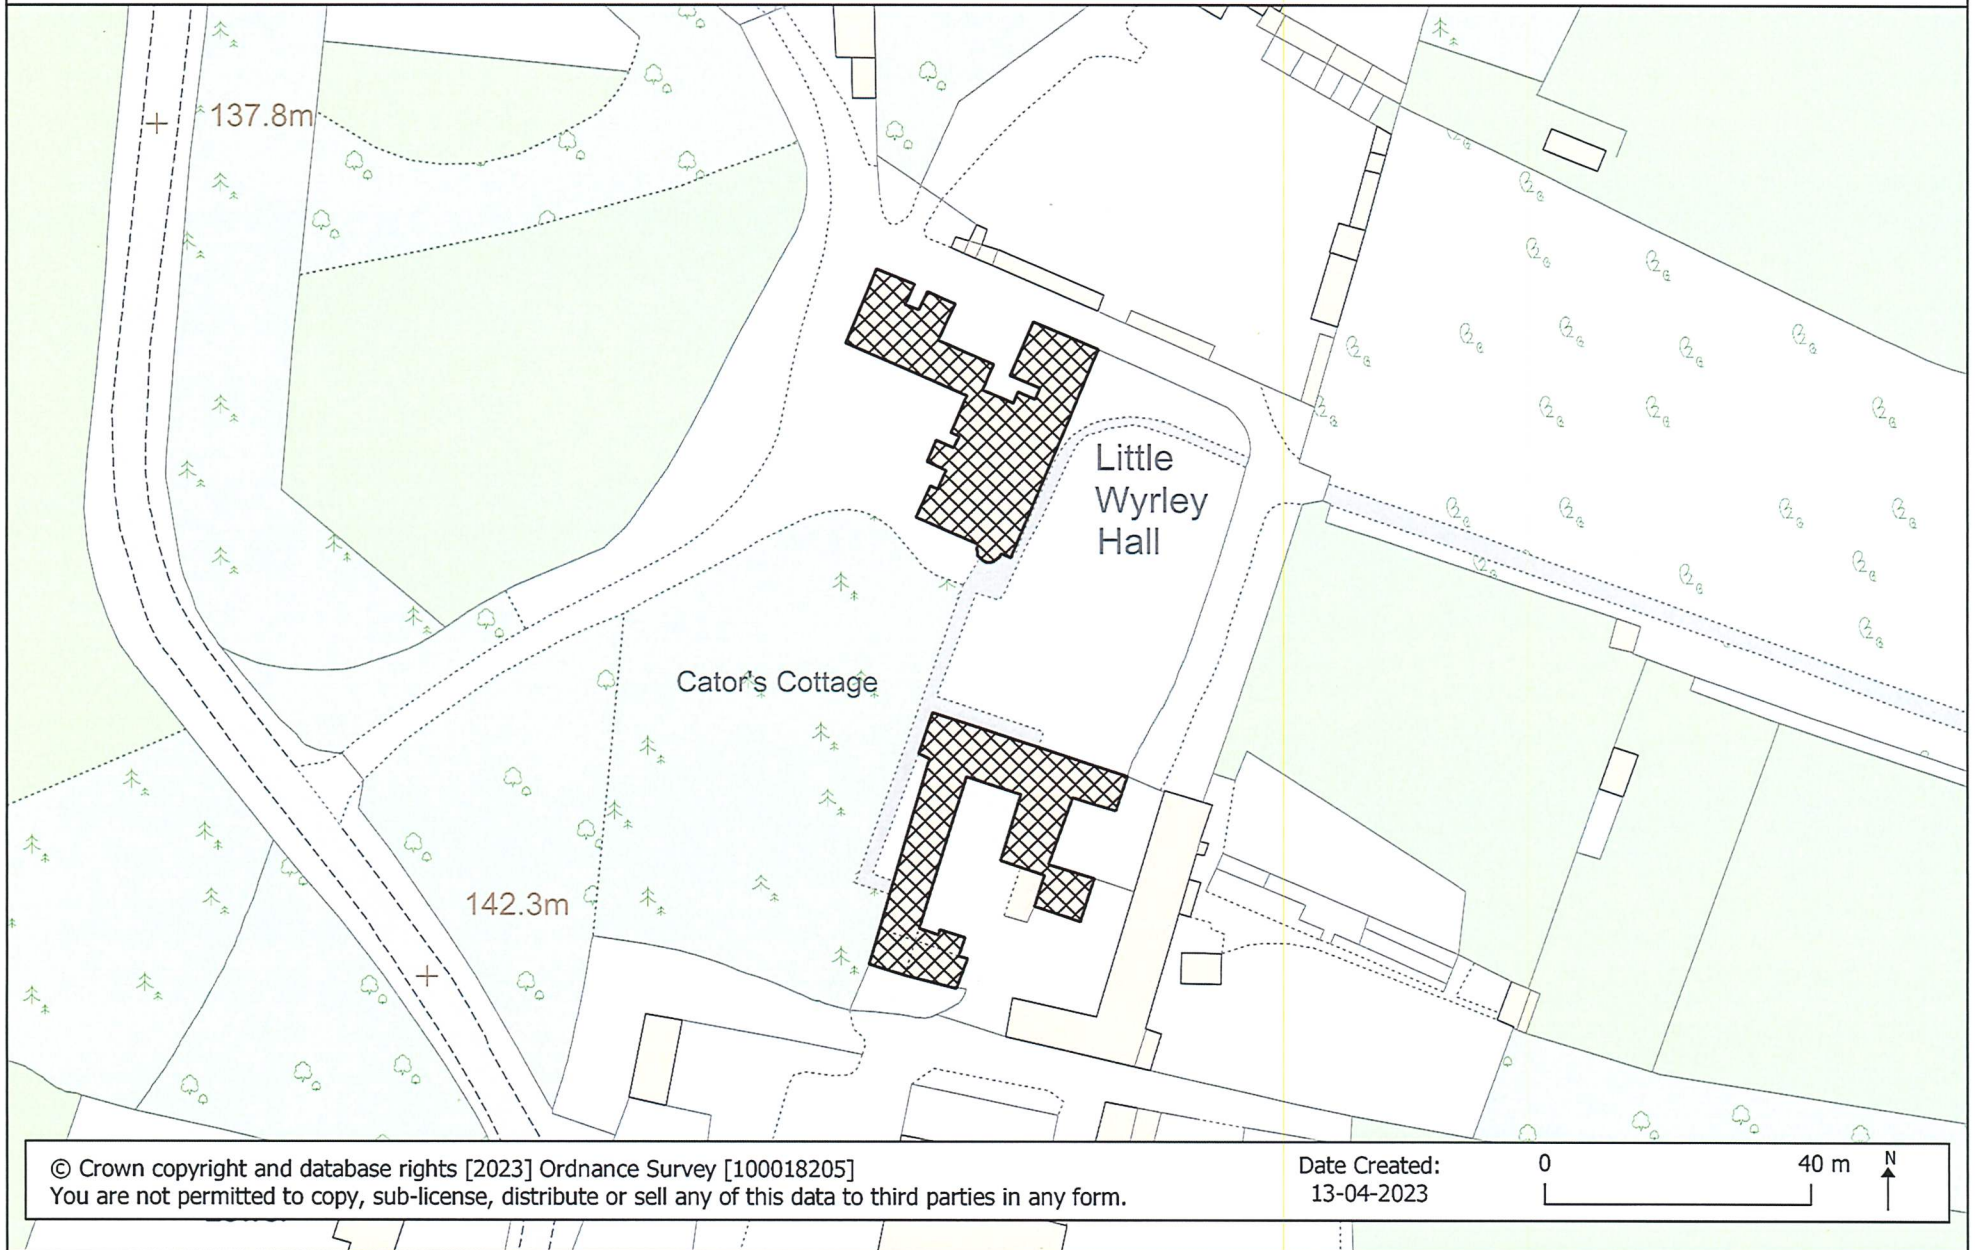 137.8m
Little
Wyrley
Hall
Cator's Cottage
142.3m
© Crown copyright and database rights [2023] Ordnance Survey [100018205]
You are not permitted to copy, sub-license, distribute or sell any of this data to third parties in any form.
Date Created:
13-04-2023
0 40 m
N